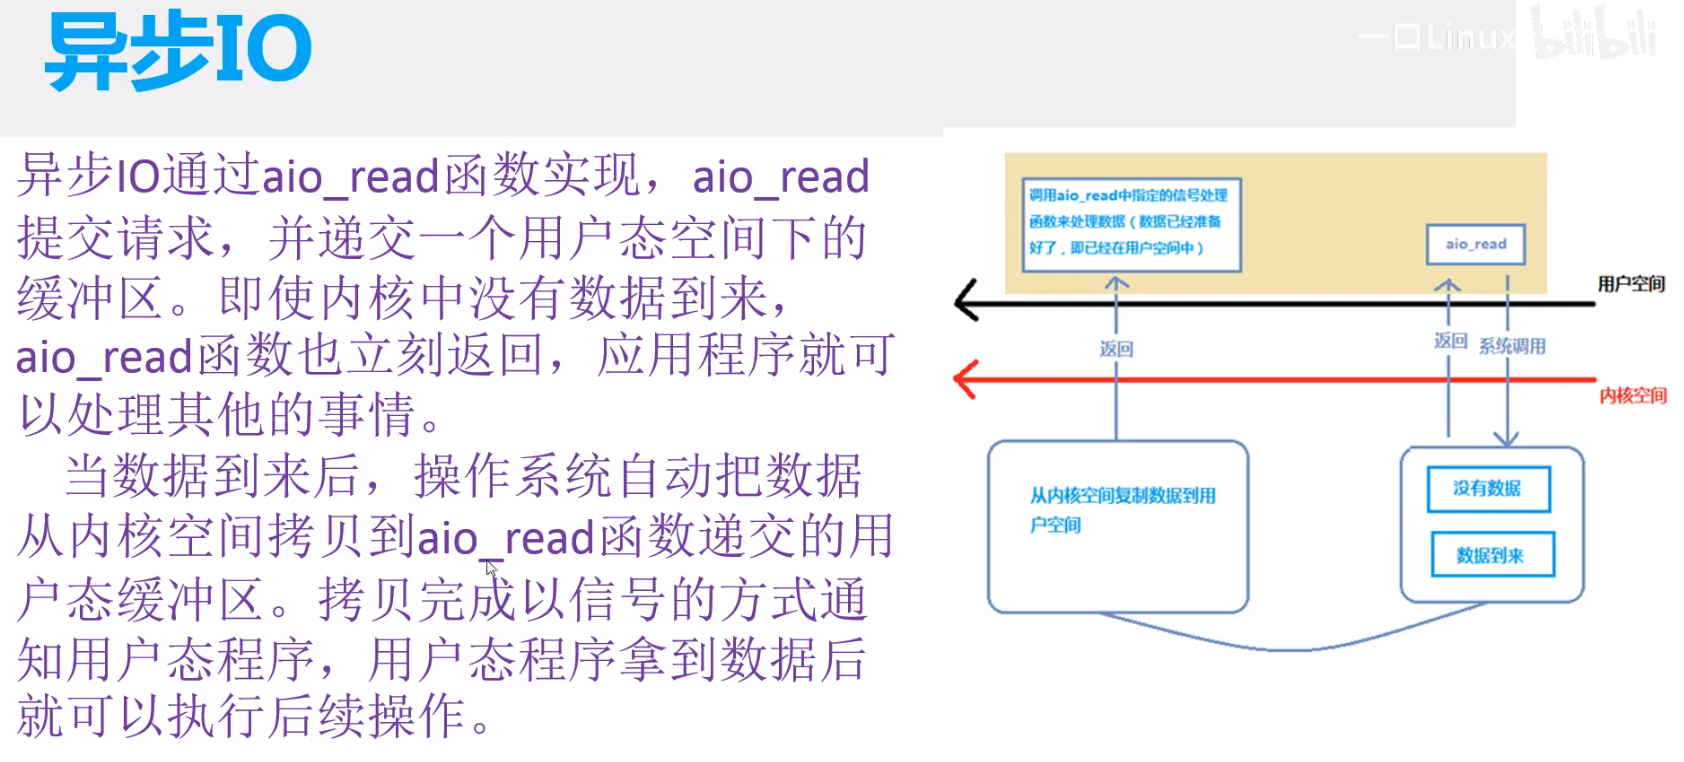 异步IO
一口Linux bilibili
异步IO通过aio_read函数实现，aio_read
提交请求，并递交一个用户态空间下的
缓冲区。即使内核中没有数据到来，
aio_read函数也立刻返回，应用程序就可
以处理其他的事情。
当数据到来后，操作系统自动把数据
从内核空间拷贝到aio_read函数递交的用
户态缓冲区。拷贝完成以信号的方式通
知用户态程序，用户态程序拿到数据后
就可以执行后续操作。
调用aio_read中指定的信号处理
函数来处理数据（数据已经准备
好了，即已经在用户空间中）
aio_read
用户空间
返回
返回
系统调用
内核空间
从内核空间复制数据到用
户空间
没有数据
数据到来